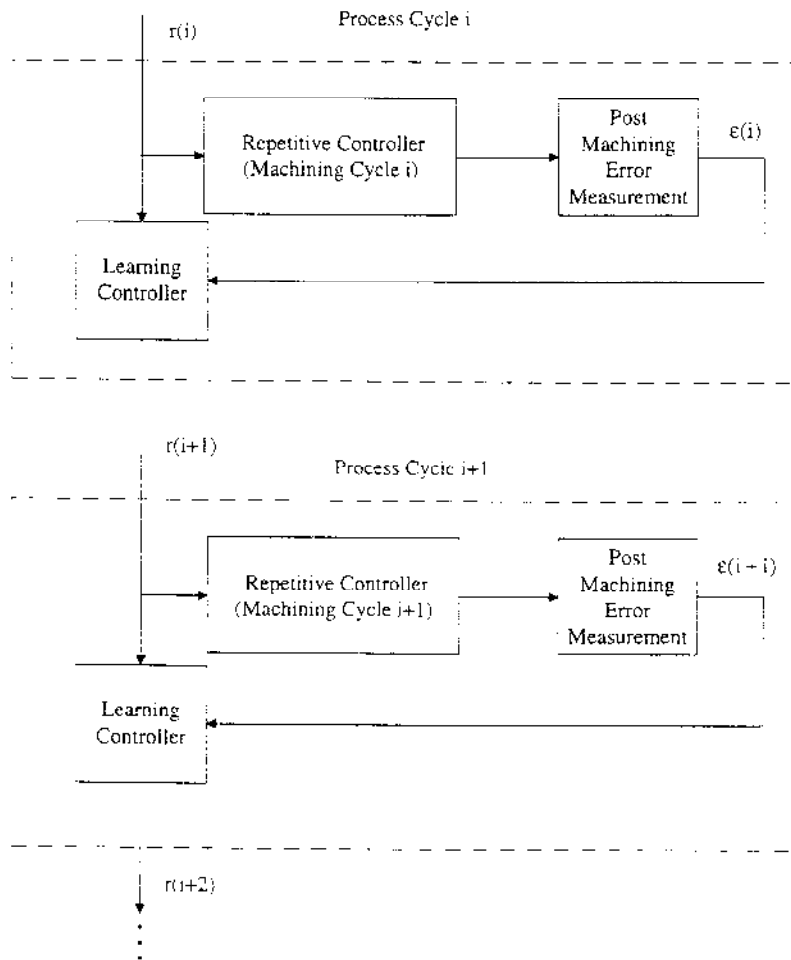 Process Cycle i
r(i)
Repetitive Controller
(Machining Cycle i)
Post
Machining
Error
Measurement
ε(i)
Learning
Controller
r(i+1)
Process Cycle i+1
Repetitive Controller
(Machining Cycle i+1)
Post
Machining
Error
Measurement
ε(i+i)
Learning
Controller
r(i+2)